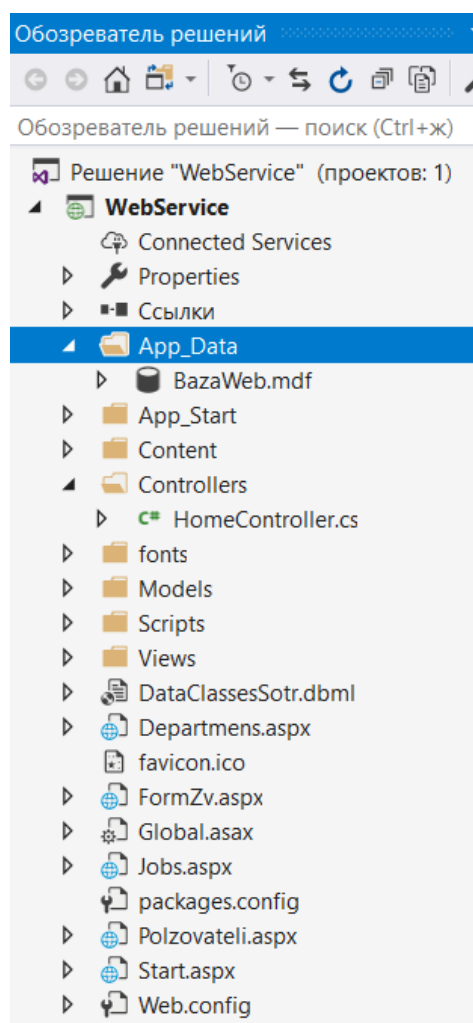 Обозреватель решений
Обозреватель решений — поиск (Ctrl+ж)
Решение "WebService" (проектов: 1)
WebService
Connected Services
Properties
Ссылки
App_Data
BazaWeb.mdf
App_Start
Content
Controllers
C# HomeController.cs
fonts
Models
Scripts
Views
DataClassesSotr.dbml
Departmens.aspx
favicon.ico
FormZv.aspx
Global.asax
Jobs.aspx
packages.config
Polzovateli.aspx
Start.aspx
Web.config